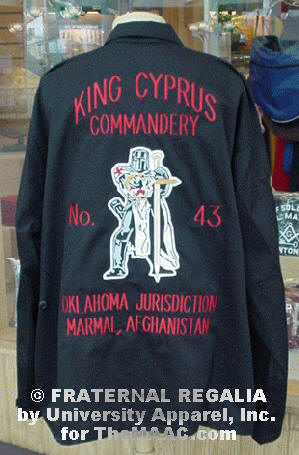 KING CYPRUS
COMMANDERY
No. 43
OKLAHOMA JURISDICTION
MARMAL, AFGHANISTAN
© FRATERNAL REGALIA
by University Apparel, Inc.
for TheMAAC.com